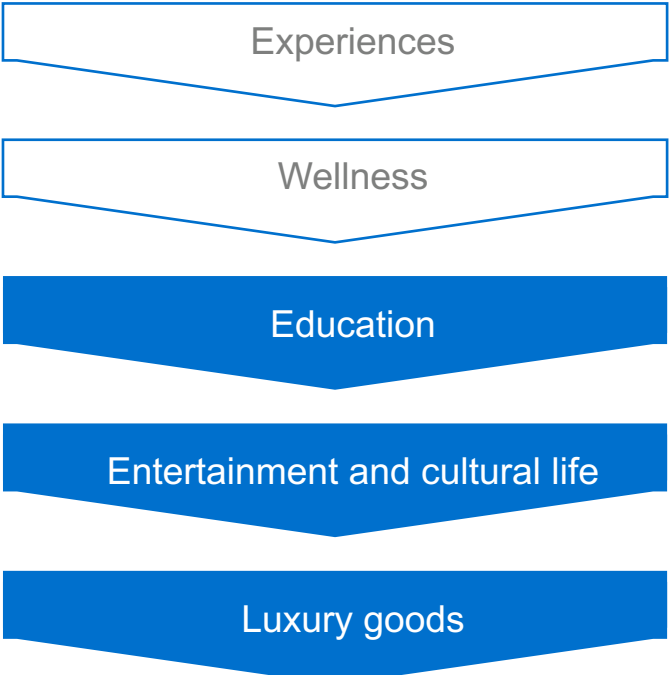 Experiences
Wellness
Education
Entertainment and cultural life
Luxury goods